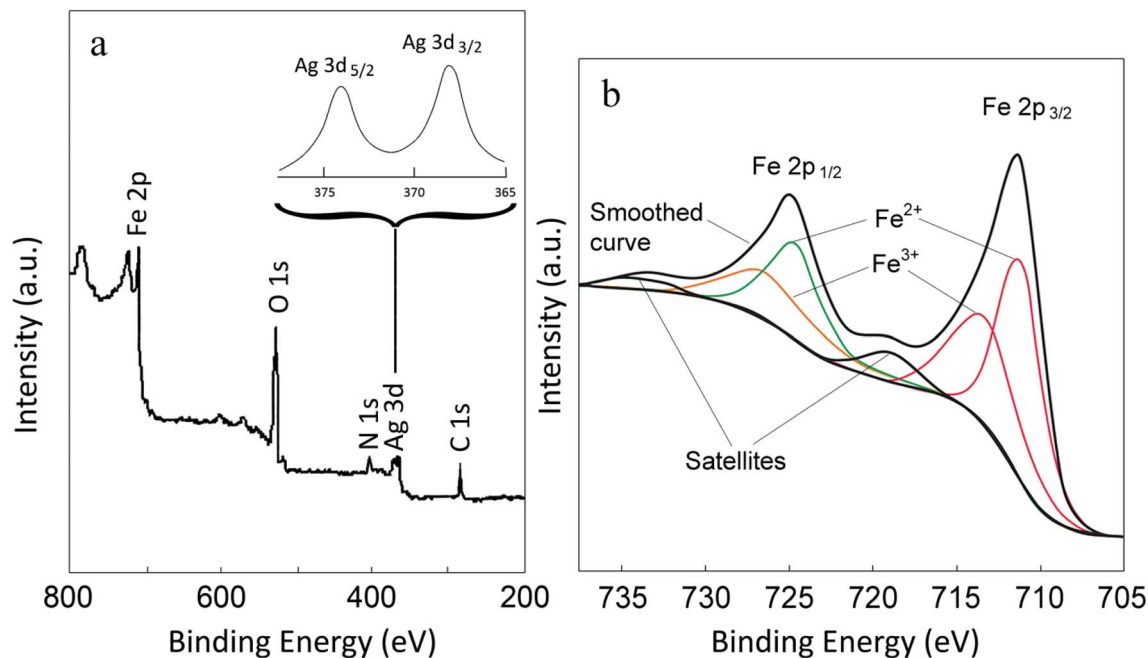 a
Ag 3d 5/2
Ag 3d 3/2
375
370
365
Fe 2p
O 1s
N 1s
Ag 3d
C 1s
Intensity (a.u.)
800
600
400
200
Binding Energy (eV)
b
Fe 2p 3/2
Fe 2p 1/2
Smoothed
curve
Fe2+
Fe3+
Satellites
Intensity (a.u.)
735
730
725
720
715
710
705
Binding Energy (eV)